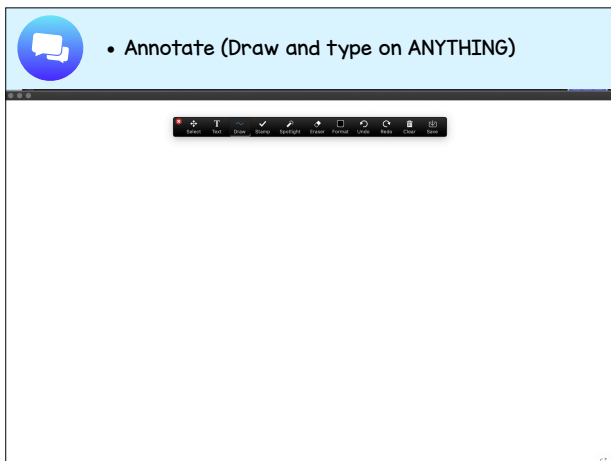 • Annotate (Draw and type on ANYTHING)
Select Text Draw Stamp Spotlight Eraser Format Undo Redo Clear Save